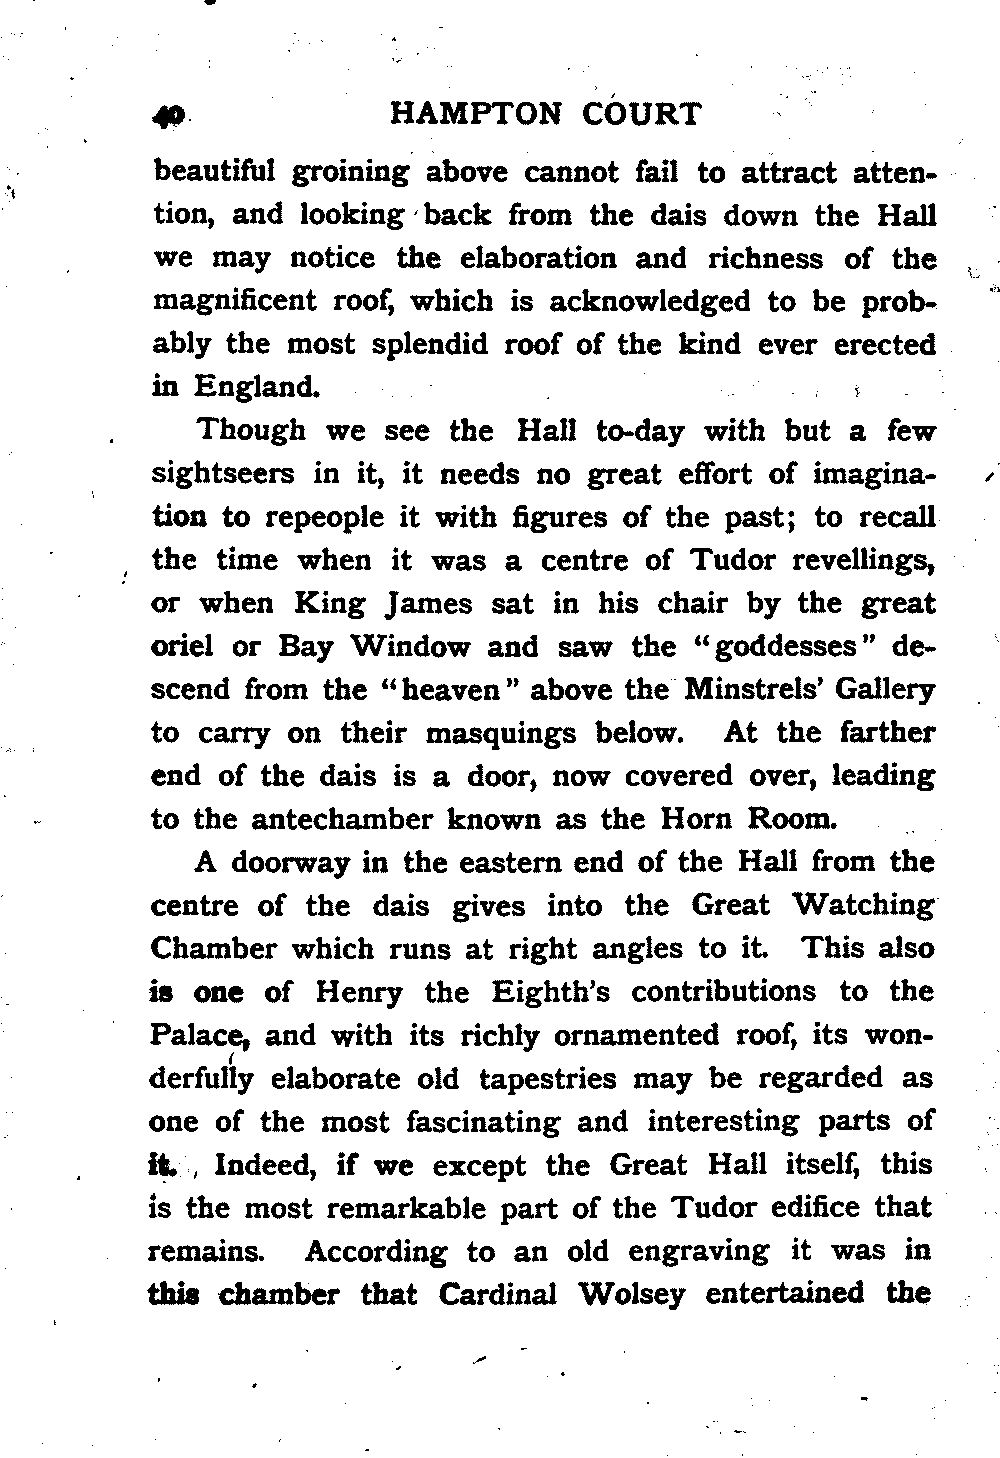 40 HAMPTON COURT
beautiful groining above cannot fail to attract atten-
tion, and looking back from the dais down the Hall
we may notice the elaboration and richness of the
magnificent roof, which is acknowledged to be prob-
ably the most splendid roof of the kind ever erected
in England.
Though we see the Hall to-day with but a few
sightseers in it, it needs no great effort of imagina-
tion to repeople it with figures of the past; to recall
the time when it was a centre of Tudor revellings,
or when King James sat in his chair by the great
oriel or Bay Window and saw the "goddesses" de-
scend from the "heaven" above the Minstrels' Gallery
to carry on their masquings below. At the farther
end of the dais is a door, now covered over, leading
to the antechamber known as the Horn Room.
A doorway in the eastern end of the Hall from the
centre of the dais gives into the Great Watching
Chamber which runs at right angles to it. This also
is one of Henry the Eighth's contributions to the
Palace, and with its richly ornamented roof, its won-
derfully elaborate old tapestries may be regarded as
one of the most fascinating and interesting parts of
it. Indeed, if we except the Great Hall itself, this
is the most remarkable part of the Tudor edifice that
remains. According to an old engraving it was in
this chamber that Cardinal Wolsey entertained the